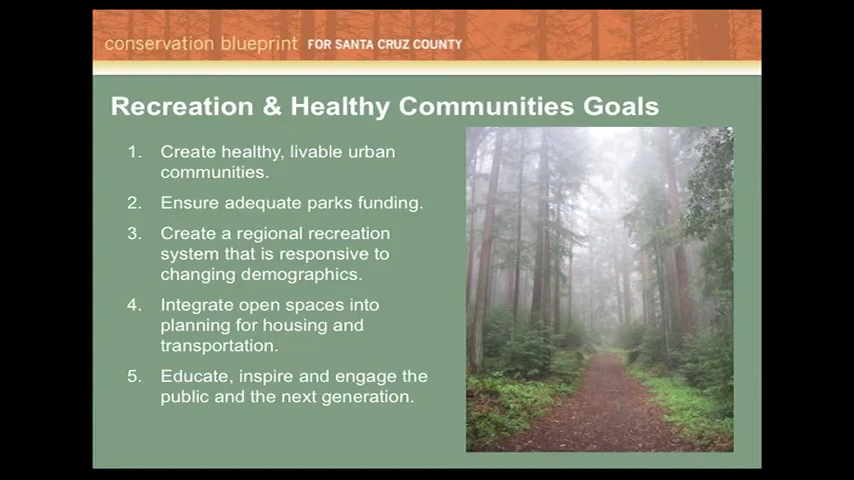 conservation blueprint FOR SANTA CRUZ COUNTY
Recreation & Healthy Communities Goals
1. Create healthy, livable urban
communities.
2. Ensure adequate parks funding.
3. Create a regional recreation
system that is responsive to
changing demographics.
4. Integrate open spaces into
planning for housing and
transportation.
5. Educate, inspire and engage the
public and the next generation.